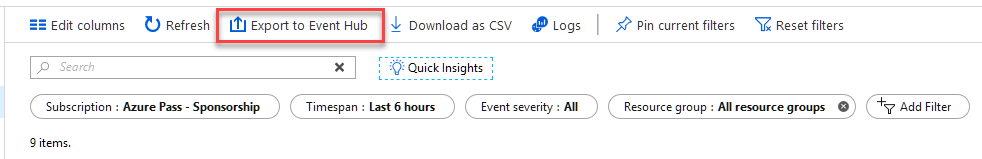 Edit columns Refresh Export to Event Hub Download as CSV Logs Pin current filters Reset filters
Search Quick Insights
Subscription : Azure Pass - Sponsorship Timespan : Last 6 hours Event severity : All Resource group : All resource groups Add Filter
9 items.